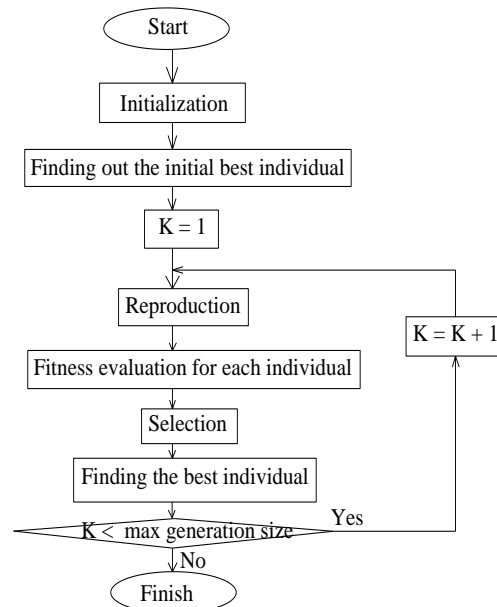 Start
Initialization
Finding out the initial best individual
K = 1
Reproduction
K = K + 1
Fitness evaluation for each individual
Selection
Finding the best individual
K < max generation size
Yes
No
Finish